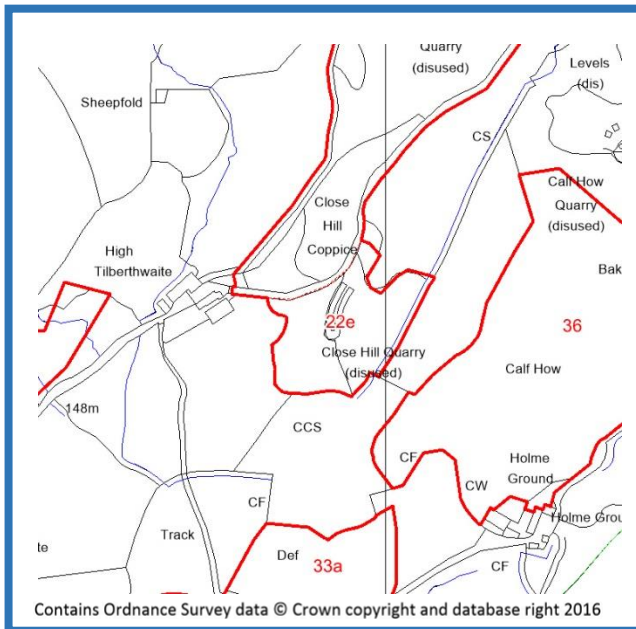 Quarry
(disused)
Levels
(dis)
Sheepfold
CS
Calf How
Quarry
(disused)
Close
Hill
Coppice
High
Tilberthwaite
Bak
22e
36
Close Hill Quarry
(disused)
Calf How
148m
CCS
CF
Holme
Ground
CW
CF
Holme Grou
Track
te
Def
33a
CF
Contains Ordnance Survey data © Crown copyright and database right 2016